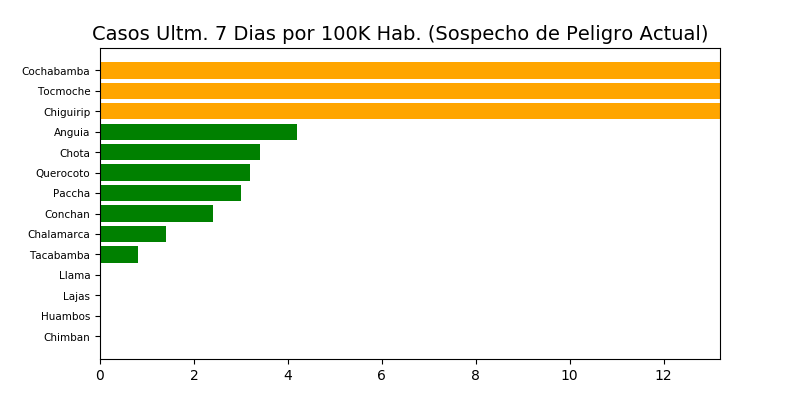 Casos Ultm. 7 Dias por 100K Hab. (Sospecho de Peligro Actual)
Cochabamba
Tocmoche
Chiguirip
Anguia
Chota
Querocoto
Paccha
Conchan
Chalamarca
Tacabamba
Llama
Lajas
Huambos
Chimban
0 2 4 6 8 10 12